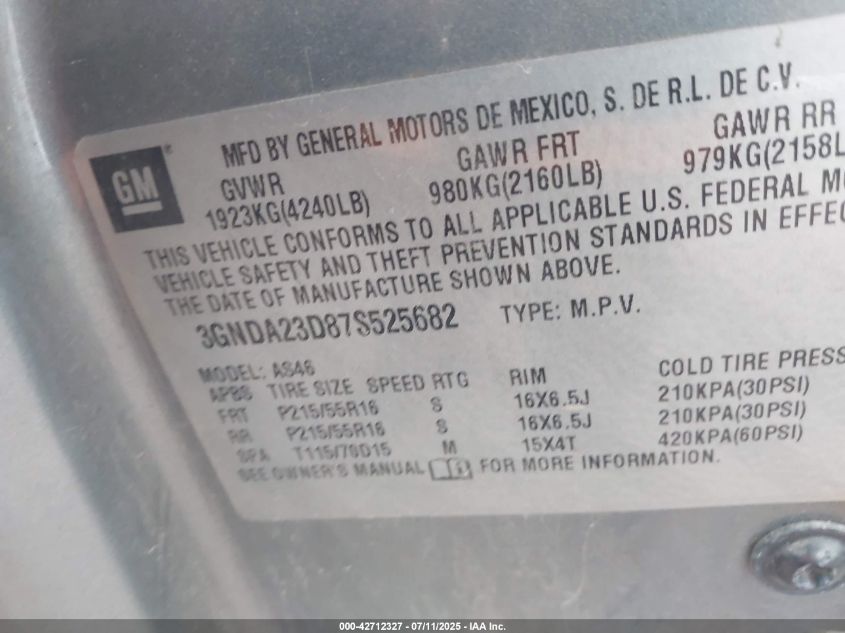 GM
MFD BY GENERAL MOTORS DE MEXICO, S. DE R.L. DE C.V.
GVWR GAWR FRT GAWR RR
1923KG(4240LB) 980KG(2160LB) 979KG(2158L
THIS VEHICLE CONFORMS TO ALL APPLICABLE U.S. FEDERAL MO
VEHICLE SAFETY AND THEFT PREVENTION STANDARDS IN EFFEC
THE DATE OF MANUFACTURE SHOWN ABOVE.
3GNDA23D87S525682 TYPE: M.P.V.
MODEL: AS46
TIRE SIZE SPEED RTG RIM COLD TIRE PRESS
FRT P215/55R16 S 16X6.5J 210KPA(30PSI)
RR P215/55R16 S 16X6.5J 210KPA(30PSI)
SPA T115/70D15 M 15X4T 420KPA(60PSI)
SEE OWNER'S MANUAL FOR MORE INFORMATION.
000-42712327 - 07/11/2025 - IAA Inc.